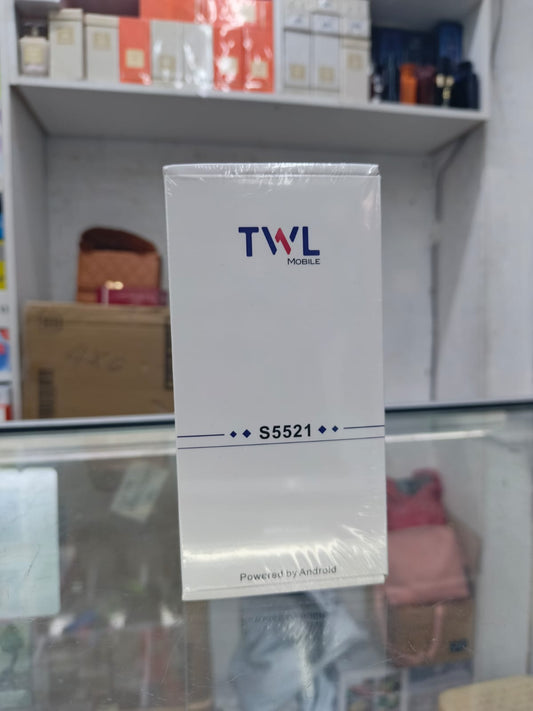 TWL
MOBILE
S5521
Powered by Android